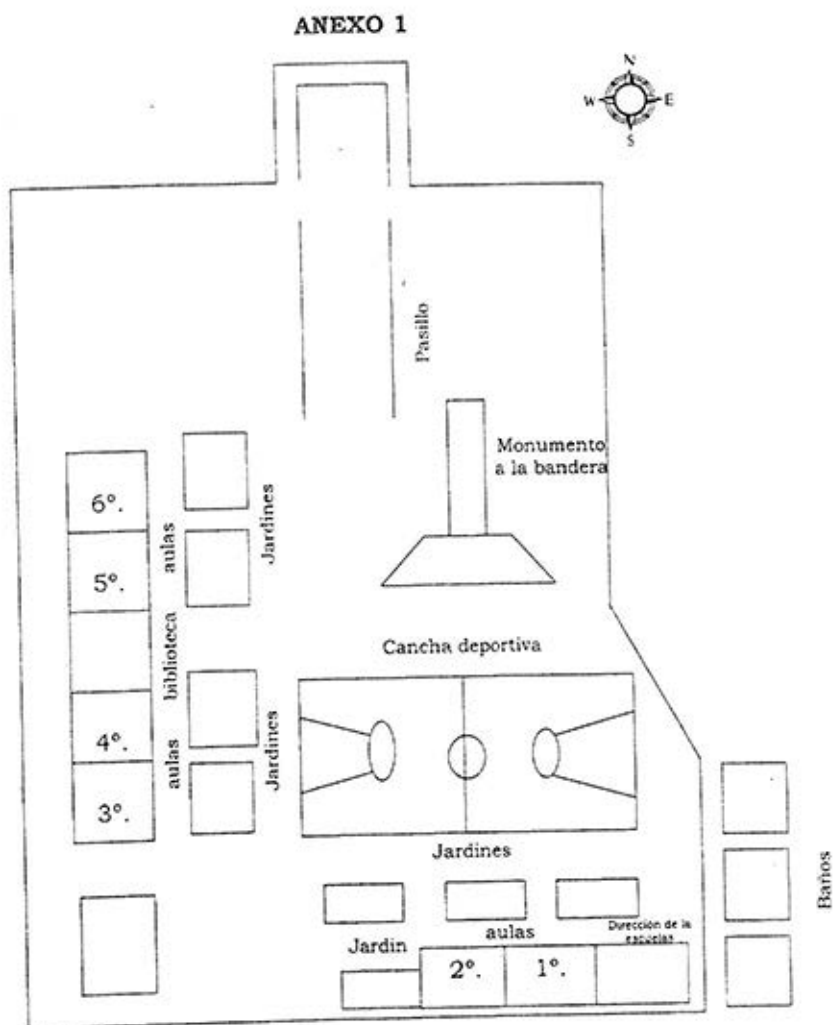 ANEXO 1
N
W E
S
Pasillo
Monumento
a la bandera
6°.
aulas
Jardines
5°.
biblioteca
Cancha deportiva
4°.
aulas
Jardines
3°.
Jardines
Baños
Dirección de la
escuelas
aulas
Jardin
2°.
1°.